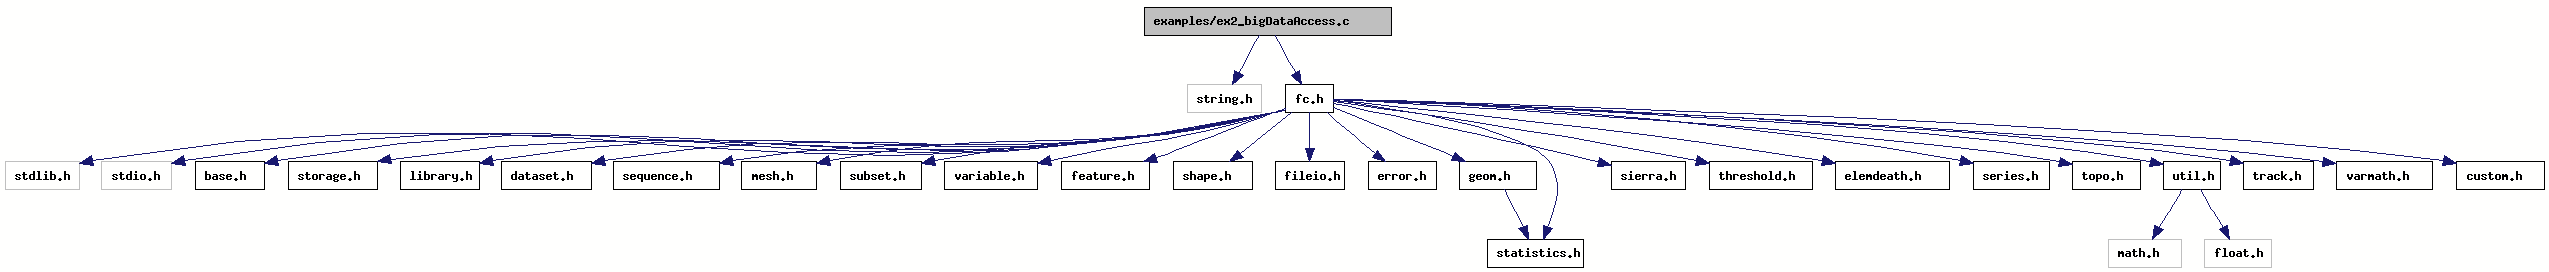 examples/ex2_bigDataAccess.c
string.h
fc.h
stdlib.h
stdio.h
base.h
storage.h
library.h
dataset.h
sequence.h
mesh.h
subset.h
variable.h
feature.h
shape.h
fileio.h
error.h
geom.h
sierra.h
threshold.h
elemdeath.h
series.h
topo.h
util.h
track.h
varmath.h
custom.h
statistics.h
math.h
float.h